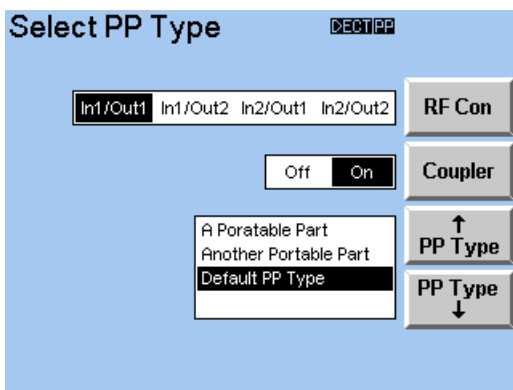 Select PP Type DECT PP
In1/Out1 In1/Out2 In2/Out1 In2/Out2 RF Con
Off On Coupler
A Poratable Part
Another Portable Part
Default PP Type
↑
PP Type
PP Type
↓